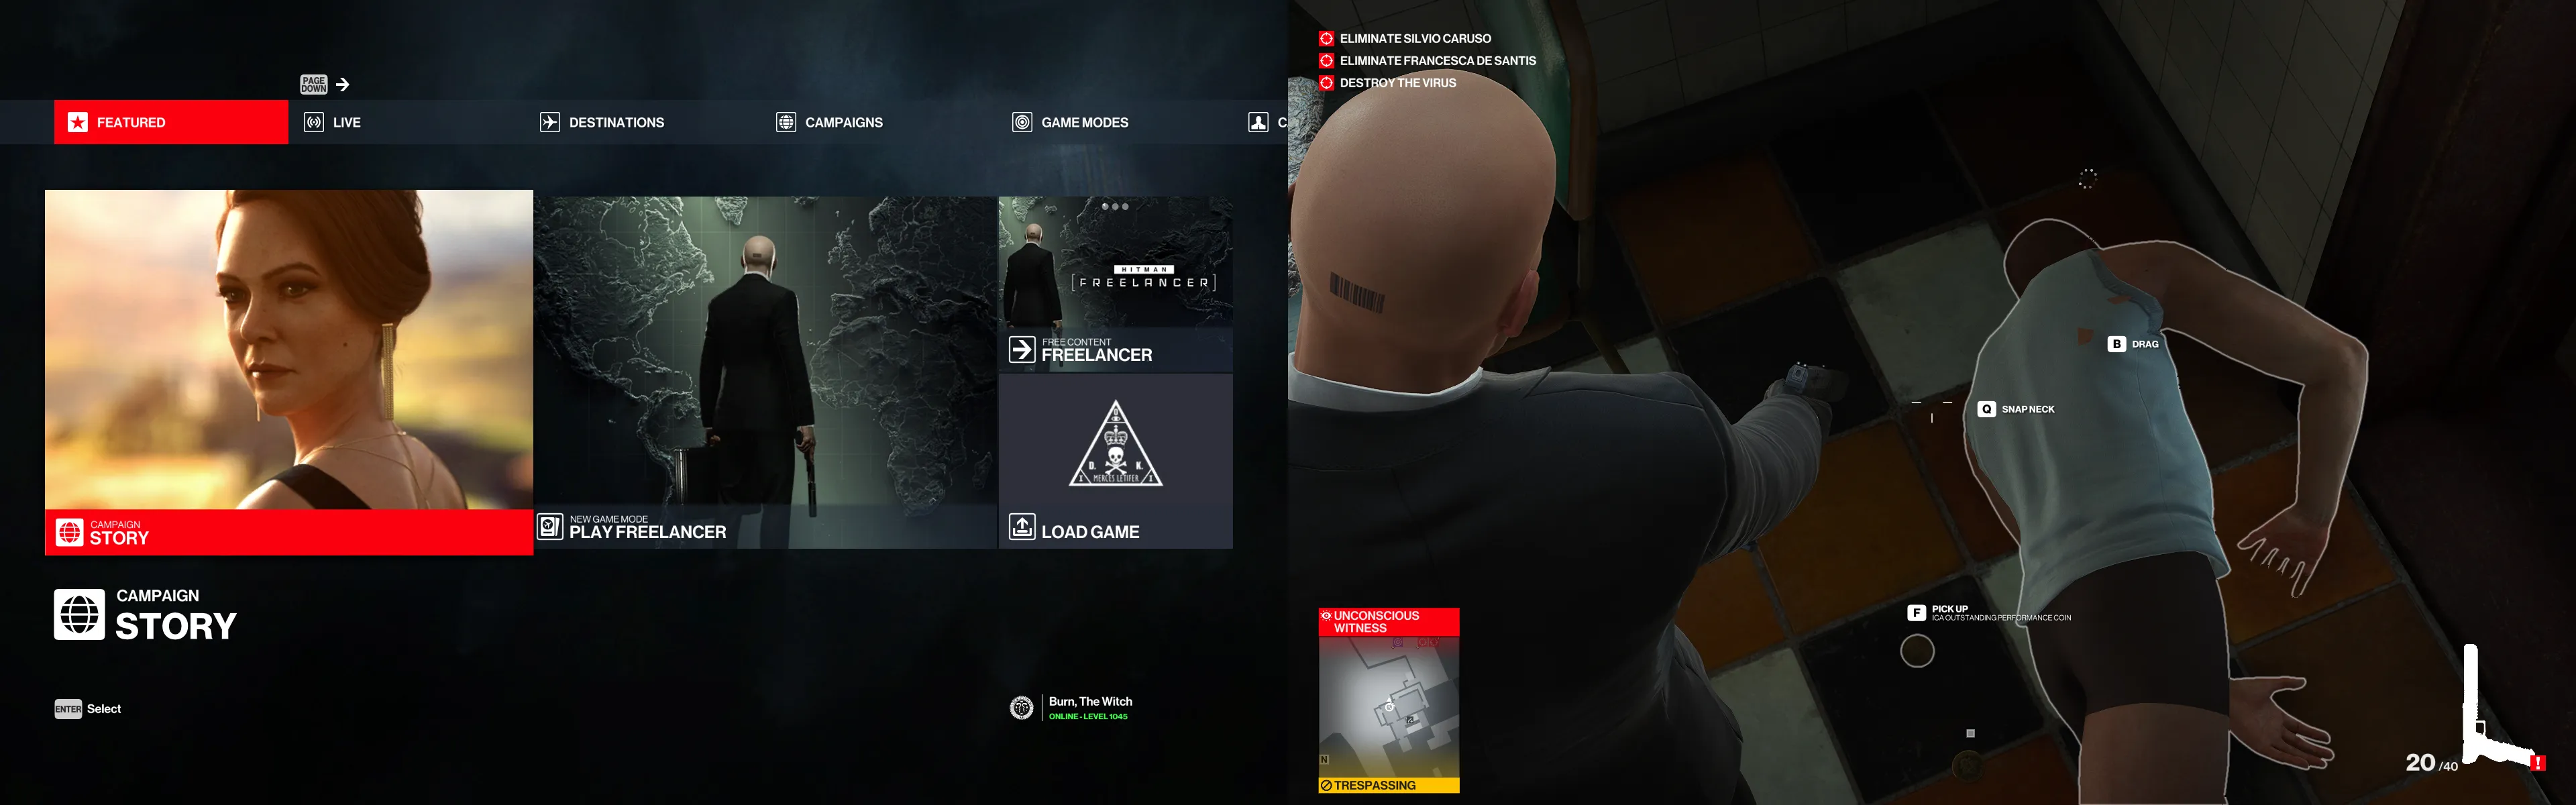 PAGE DOWN
FEATURED
LIVE
DESTINATIONS
CAMPAIGNS
GAME MODES
C
CAMPAIGN
STORY
NEW GAME MODE
PLAY FREELANCER
HITMAN
[FREELANCER]
FREE CONTENT
FREELANCER
D. K.
MERCES LETIFER
LOAD GAME
CAMPAIGN
STORY
ENTER Select
Burn, The Witch
ONLINE - LEVEL 1045
ELIMINATE SILVIO CARUSO
ELIMINATE FRANCESCA DE SANTIS
DESTROY THE VIRUS
B DRAG
Q SNAP NECK
F PICK UP
ICA OUTSTANDING PERFORMANCE COIN
UNCONSCIOUS
WITNESS
N
TRESPASSING
20 /40
!